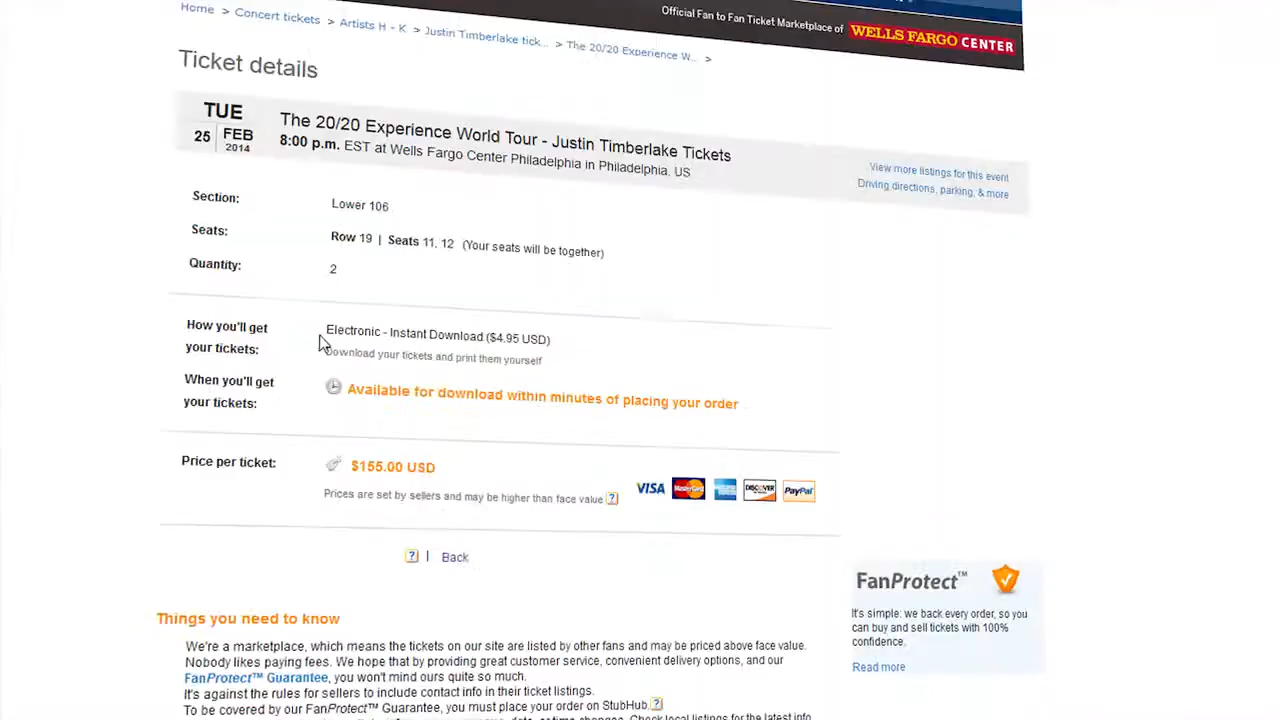 Home > Concert tickets > Artists H - K > Justin Timberlake tick... > The 20/20 Experience W... >
Official Fan to Fan Ticket Marketplace of WELLS FARGO CENTER
Ticket details
TUE
25 FEB
2014
The 20/20 Experience World Tour - Justin Timberlake Tickets
8:00 p.m. EST at Wells Fargo Center Philadelphia in Philadelphia, US
View more listings for this event
Driving directions, parking, & more
Section: Lower 106
Seats: Row 19 | Seats 11, 12 (Your seats will be together)
Quantity: 2
How you'll get
your tickets:
Electronic - Instant Download ($4.95 USD)
Download your tickets and print them yourself
When you'll get
your tickets:
Available for download within minutes of placing your order
Price per ticket: $155.00 USD
Prices are set by sellers and may be higher than face value ?
VISA MasterCard DISCOVER PayPal
? | Back
FanProtect™
It's simple: we back every order, so you
can buy and sell tickets with 100%
confidence.
Read more
Things you need to know
We're a marketplace, which means the tickets on our site are listed by other fans and may be priced above face value.
Nobody likes paying fees. We hope that by providing great customer service, convenient delivery options, and our
FanProtect™ Guarantee, you won't mind ours quite so much.
It's against the rules for sellers to include contact info in their ticket listings.
To be covered by our FanProtect™ Guarantee, you must place your order on StubHub. ?
changes. Check local listings for the latest info